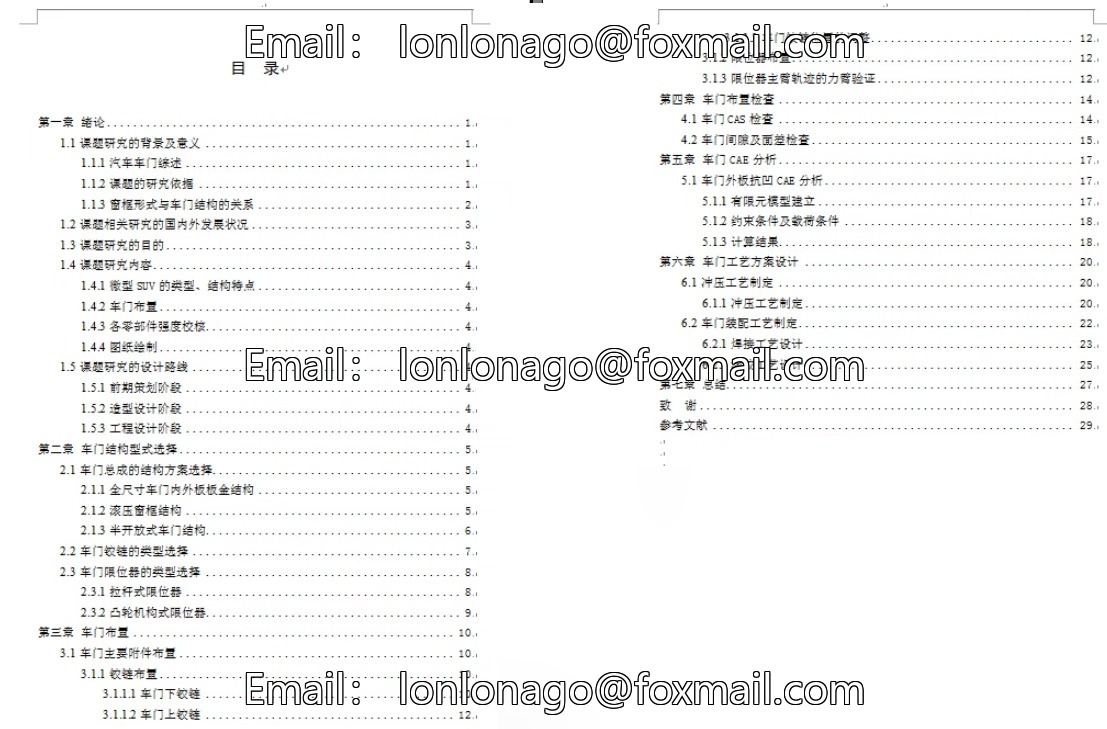 Email： lonlonago@foxmail.com
目 录
第一章 绪论 1
1.1 课题研究的背景及意义 1
1.1.1 汽车车门综述 1
1.1.2 课题的研究依据 1
1.1.3 窗框形式与车门结构的关系 2
1.2 课题相关研究的国内外发展状况 3
1.3 课题研究的目的 3
1.4 课题研究内容 4
1.4.1 微型 SUV 的类型、结构特点 4
1.4.2 车门布置 4
1.4.3 各零部件强度校核 4
1.4.4 图纸绘制 4
Email： lonlonago@foxmail.com
1.5 课题研究的设计路线 4
1.5.1 前期策划阶段 4
1.5.2 造型设计阶段 4
1.5.3 工程设计阶段 4
第二章 车门结构型式选择 5
2.1 车门总成的结构方案选择 5
2.1.1 全尺寸车门内外板板金结构 5
2.1.2 滚压窗框结构 5
2.1.3 半开放式车门结构 6
2.2 车门铰链的类型选择 7
2.3 车门限位器的类型选择 8
2.3.1 拉杆式限位器 8
2.3.2 凸轮机构式限位器 9
第三章 车门布置 10
3.1 车门主要附件布置 10
3.1.1 铰链布置
Email： lonlonago@foxmail.com
3.1.1.1 车门下铰链
3.1.1.2 车门上铰链 12
12
3.1.2 限位器布置 12
3.1.3 限位器主臂轨迹的力臂验证 12
第四章 车门布置检查 14
4.1 车门 CAS 检查 14
4.2 车门间隙及面差检查 15
第五章 车门 CAE 分析 17
5.1 车门外板抗凹 CAE 分析 17
5.1.1 有限元模型建立 17
5.1.2 约束条件及载荷条件 18
5.1.3 计算结果 18
第六章 车门工艺方案设计 20
6.1 冲压工艺制定 20
6.1.1 冲压工艺制定 20
6.2 车门装配工艺制定 22
6.2.1 焊接工艺设计 23
25
第七章 总结 27
致 谢 28
参考文献 29